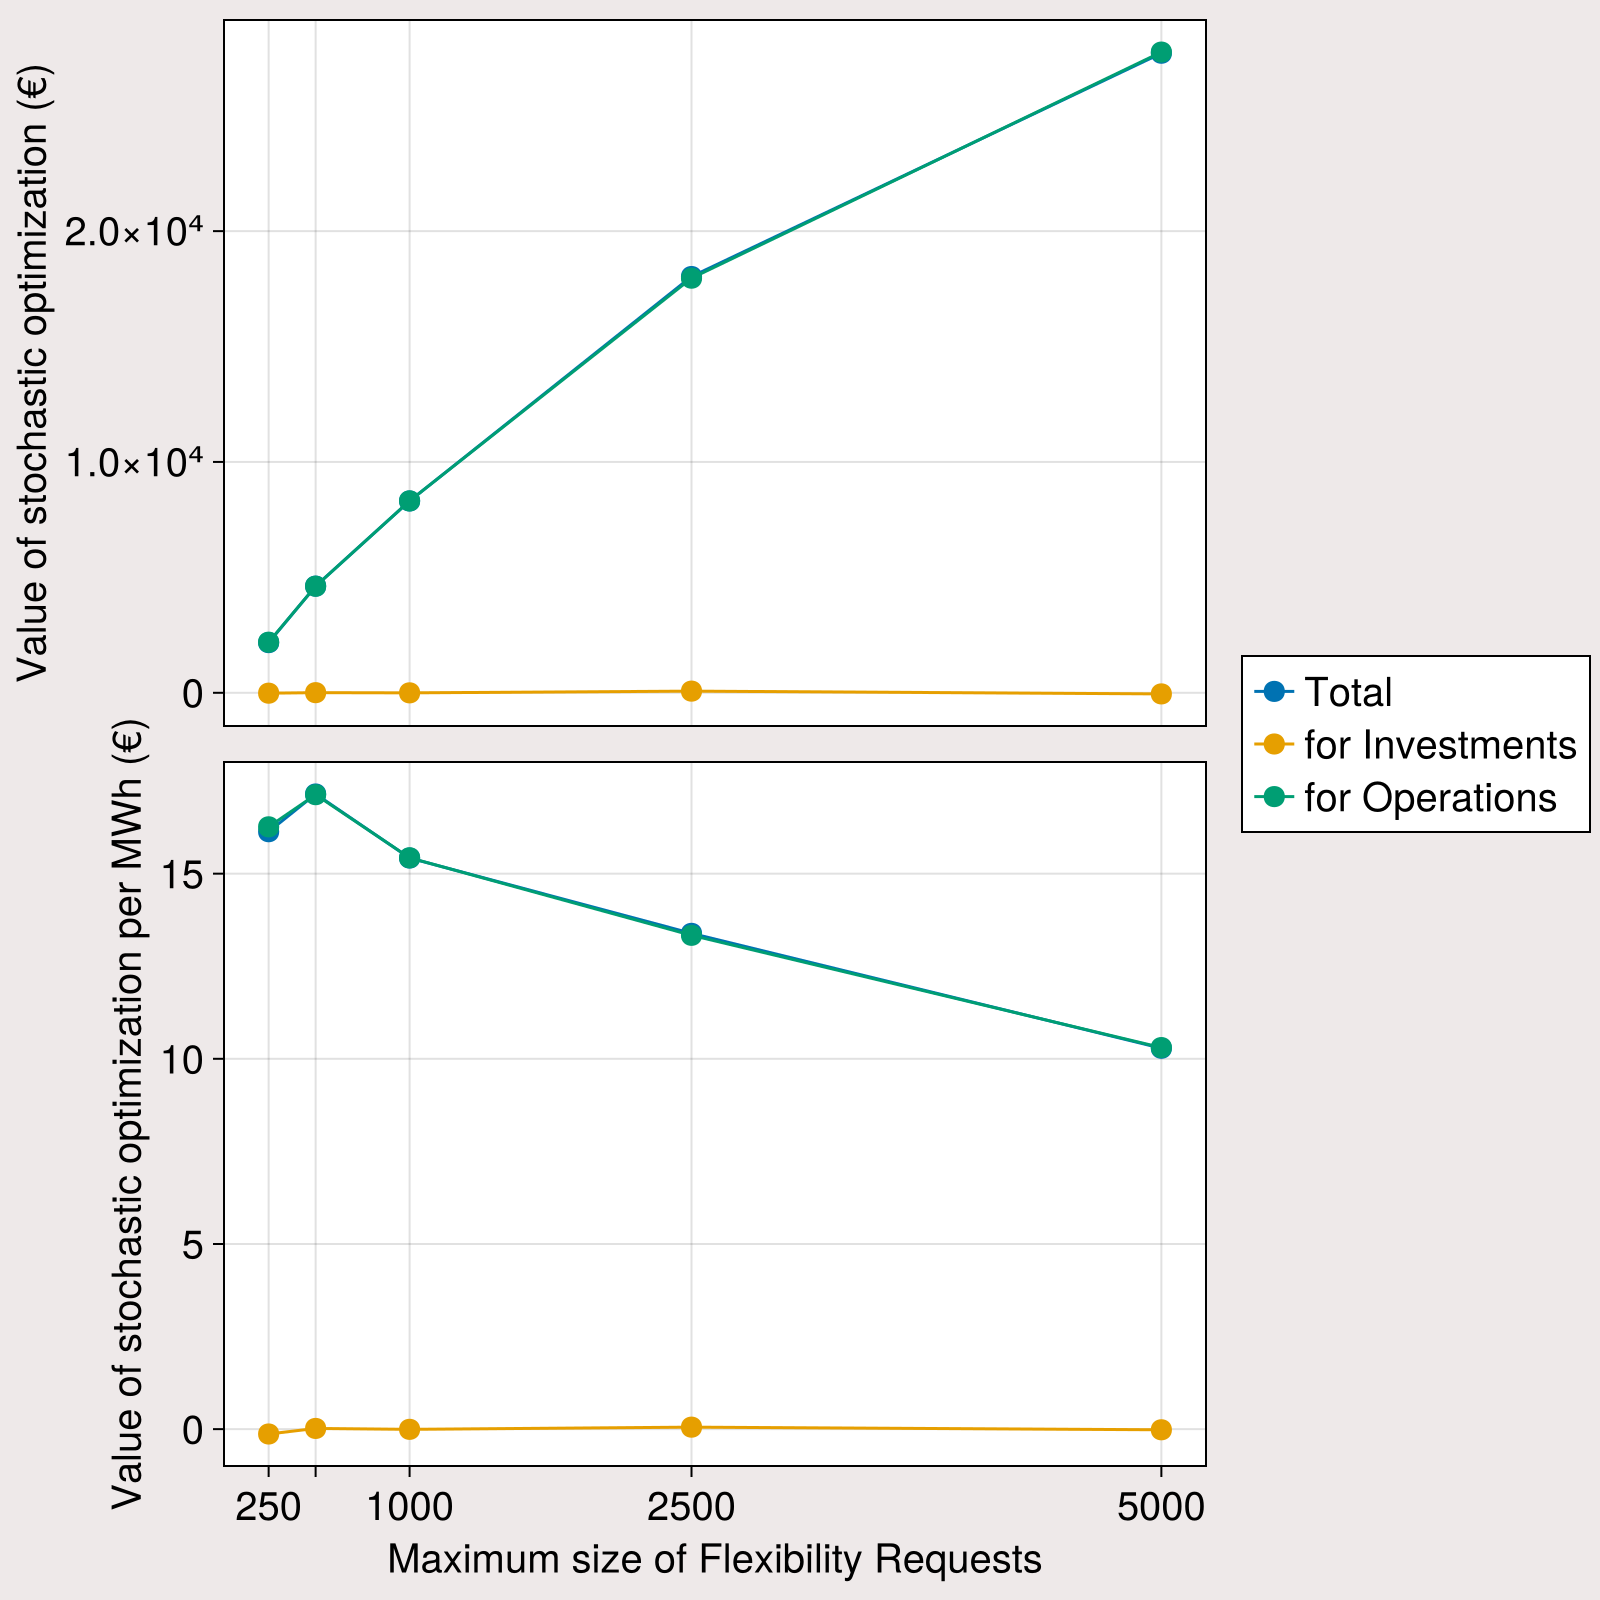 Value of stochastic optimization (€)
2.0×10⁴
1.0×10⁴
0
Value of stochastic optimization per MWh (€)
15
10
5
0
250 1000 2500 5000
Maximum size of Flexibility Requests
Total
for Investments
for Operations